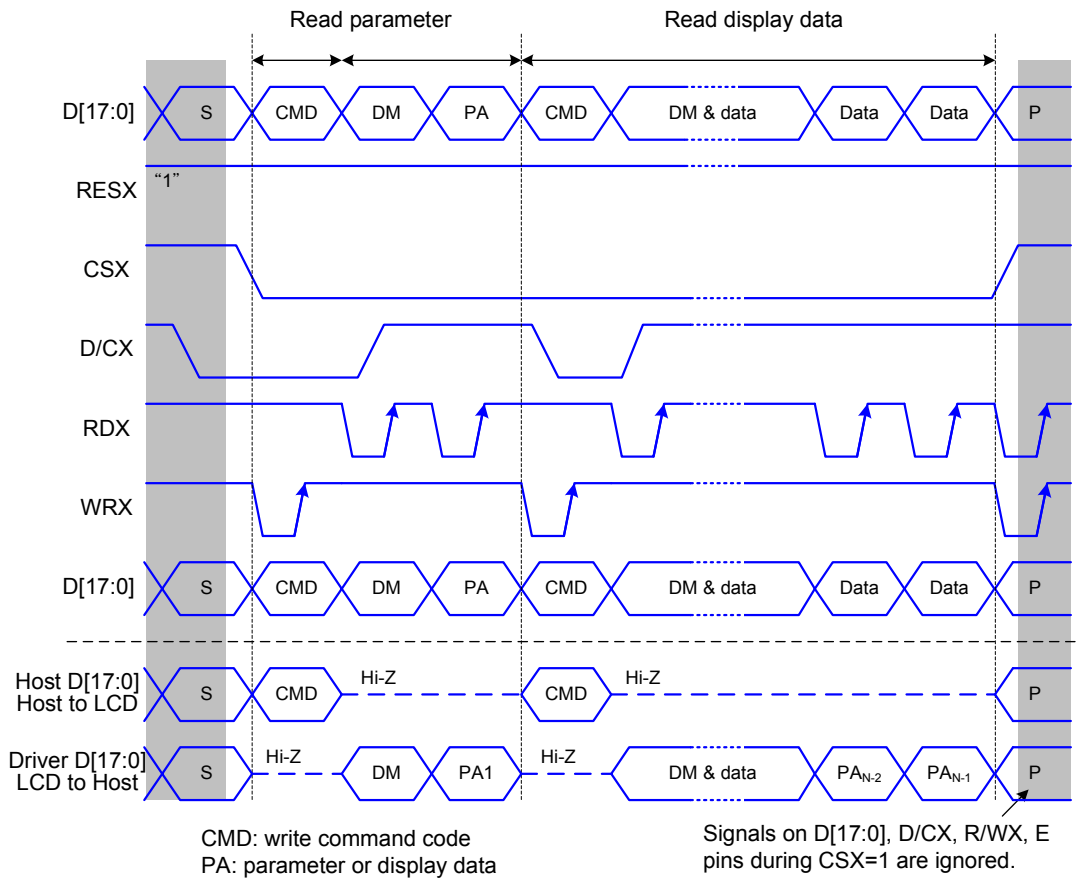 Read parameter Read display data
D[17:0] S CMD DM PA CMD DM & data Data Data P
RESX “1”
CSX
D/CX
RDX
WRX
D[17:0] S CMD DM PA CMD DM & data Data Data P
Host D[17:0]
Host to LCD
S CMD Hi-Z CMD Hi-Z P
Driver D[17:0]
LCD to Host
S Hi-Z DM PA1 Hi-Z DM & data PAN-2 PAN-1 P
CMD: write command code
PA: parameter or display data
Signals on D[17:0], D/CX, R/WX, E
pins during CSX=1 are ignored.